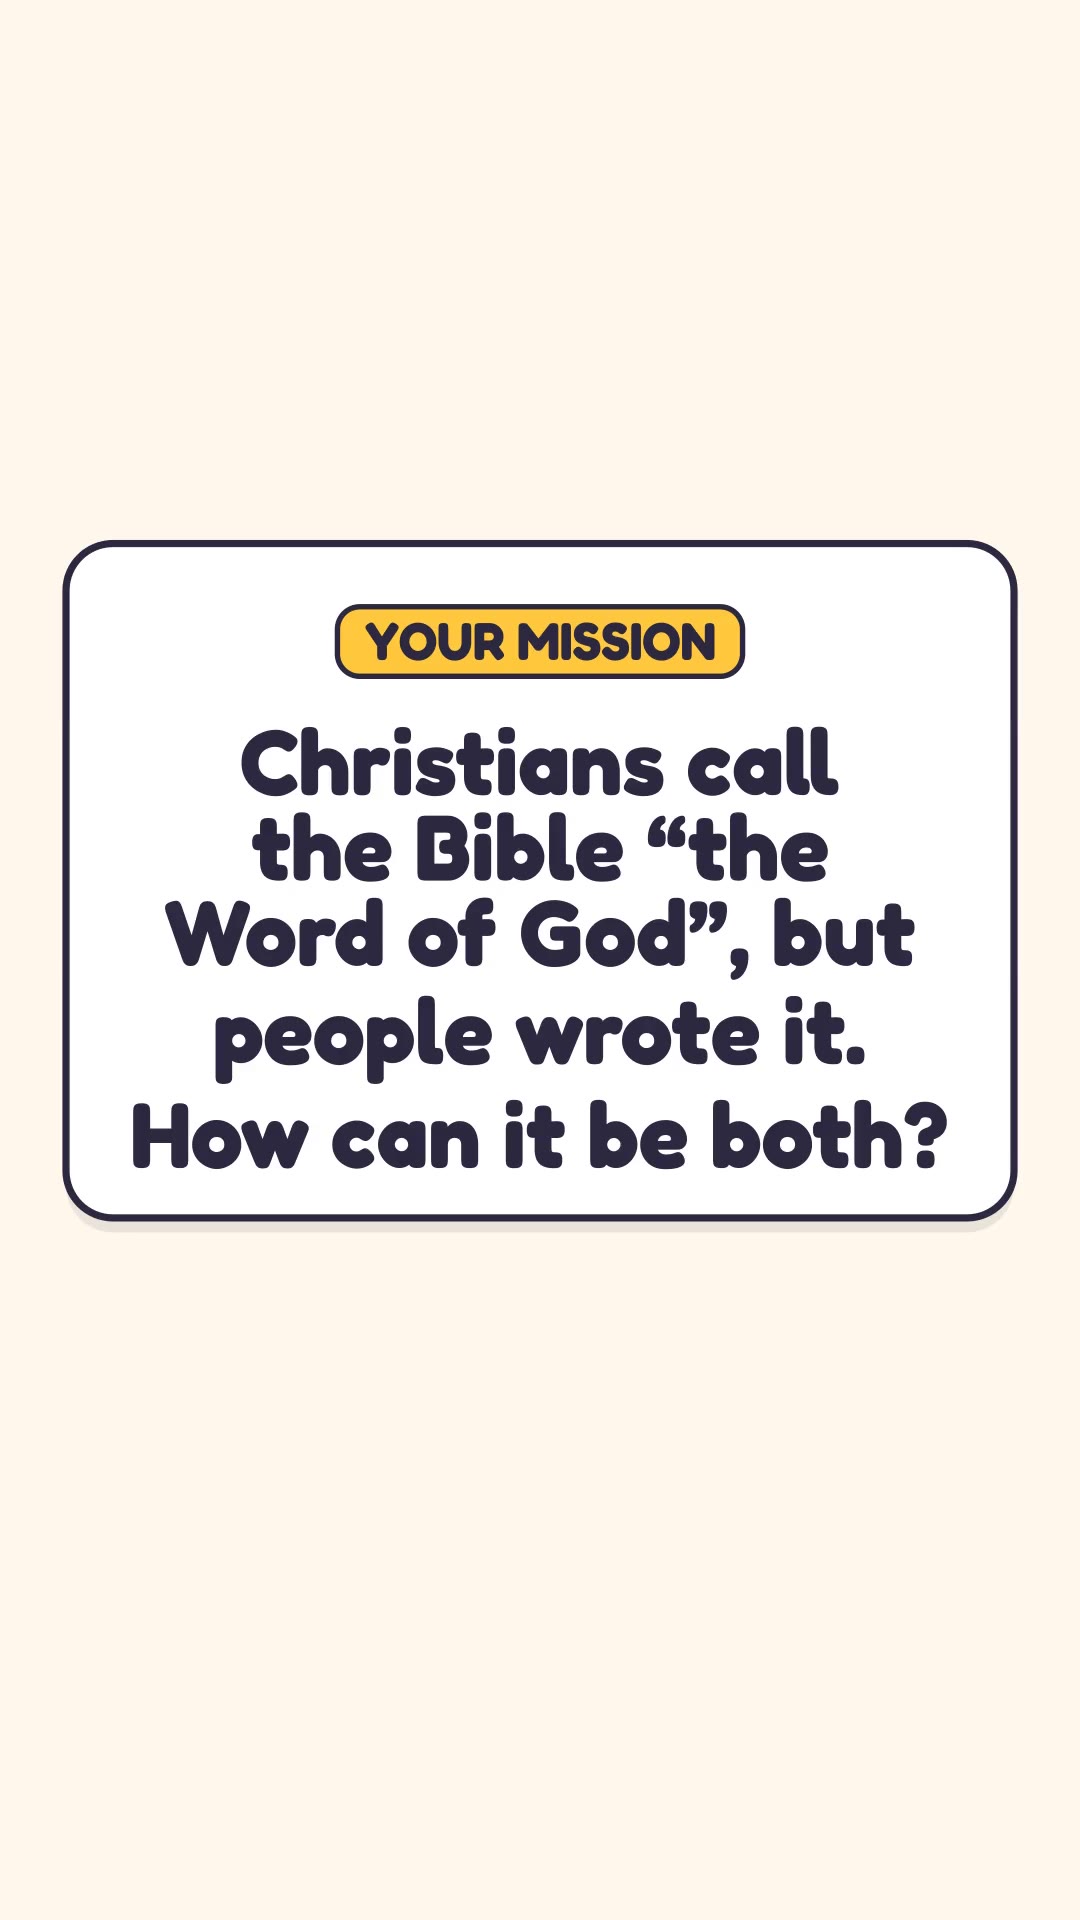 YOUR MISSION
Christians call
the Bible “the
Word of God”, but
people wrote it.
How can it be both?